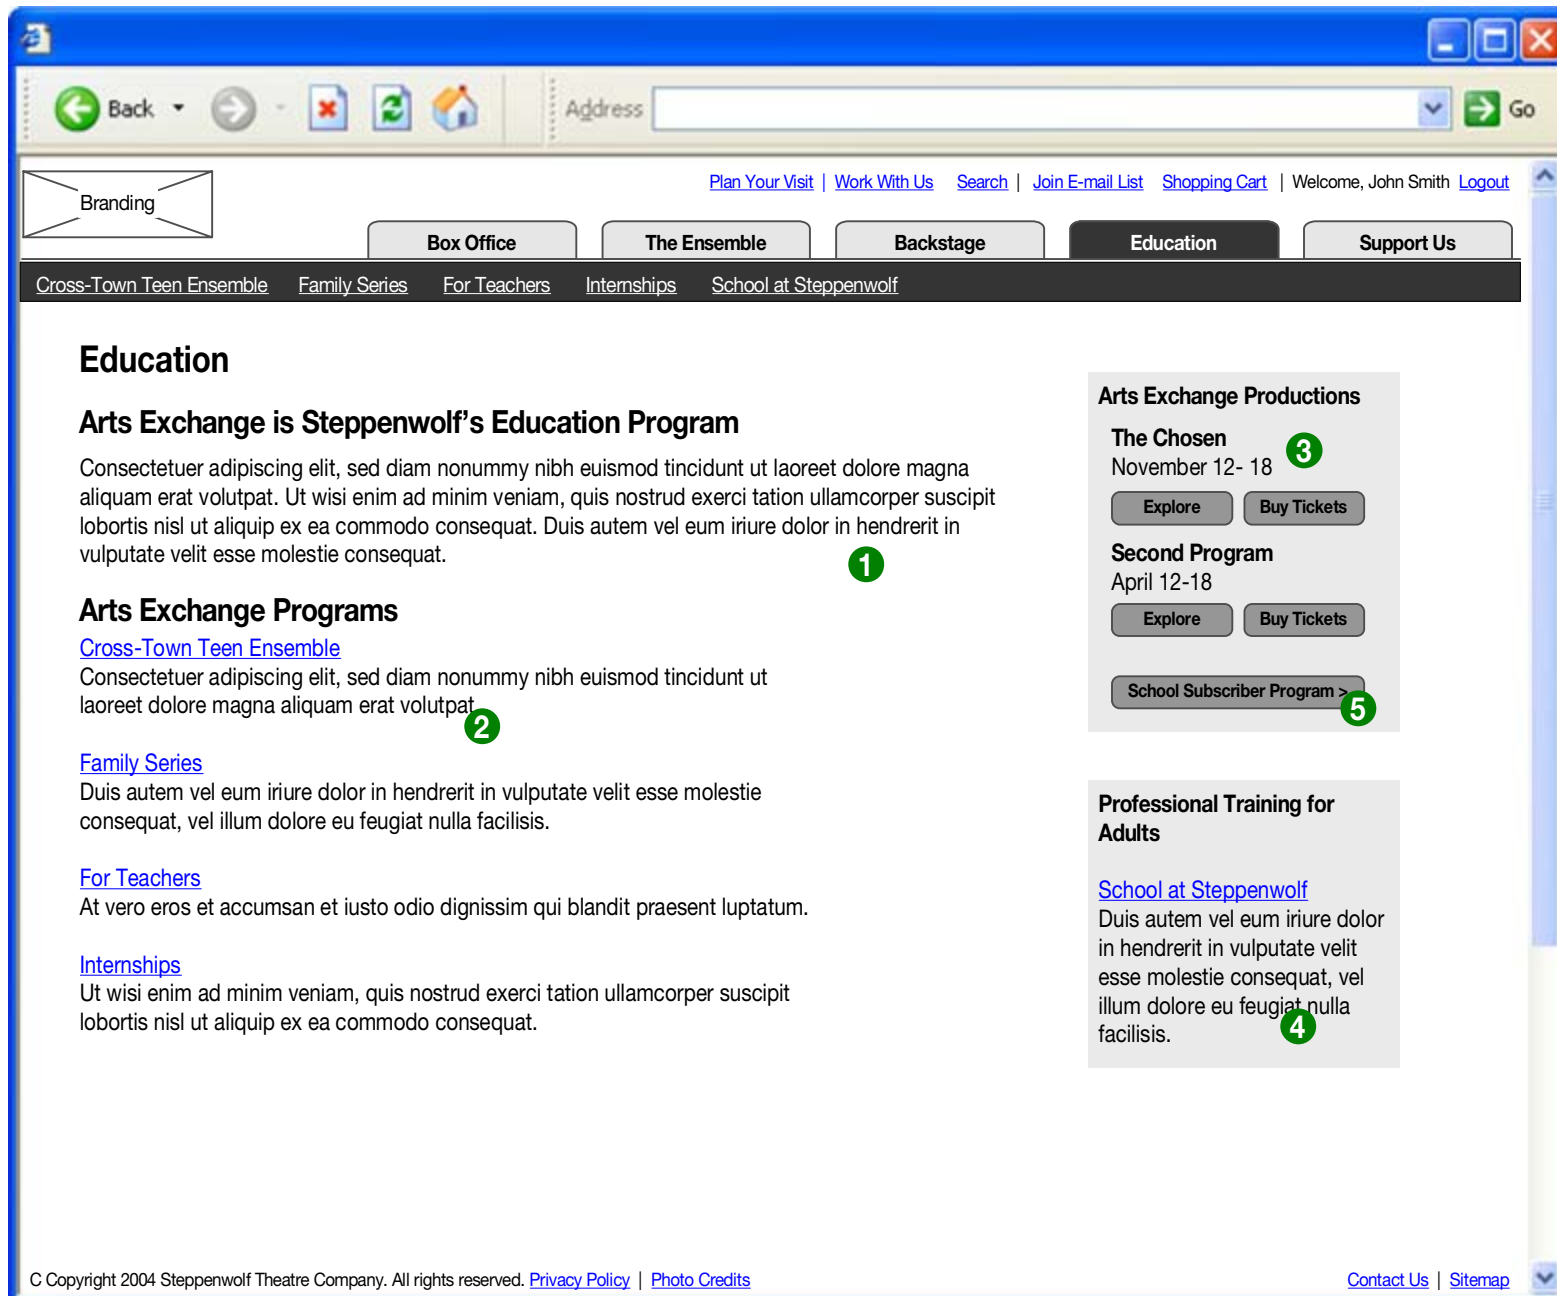 Back
Address
Go
Branding
Plan Your Visit | Work With Us Search | Join E-mail List Shopping Cart | Welcome, John Smith Logout
Box Office The Ensemble Backstage Education Support Us
Cross-Town Teen Ensemble Family Series For Teachers Internships School at Steppenwolf
Education
Arts Exchange is Steppenwolf’s Education Program
Consectetuer adipiscing elit, sed diam nonummy nibh euismod tincidunt ut laoreet dolore magna
aliquam erat volutpat. Ut wisi enim ad minim veniam, quis nostrud exerci tation ullamcorper suscipit
lobortis nisl ut aliquip ex ea commodo consequat. Duis autem vel eum iriure dolor in hendrerit in
vulputate velit esse molestie consequat.
1
Arts Exchange Programs
Cross-Town Teen Ensemble
Consectetuer adipiscing elit, sed diam nonummy nibh euismod tincidunt ut
laoreet dolore magna aliquam erat volutpat
2
Family Series
Duis autem vel eum iriure dolor in hendrerit in vulputate velit esse molestie
consequat, vel illum dolore eu feugiat nulla facilisis.
For Teachers
At vero eros et accumsan et iusto odio dignissim qui blandit praesent luptatum.
Internships
Ut wisi enim ad minim veniam, quis nostrud exerci tation ullamcorper suscipit
lobortis nisl ut aliquip ex ea commodo consequat.
Arts Exchange Productions
The Chosen
3
November 12- 18
Explore Buy Tickets
Second Program
April 12-18
Explore Buy Tickets
School Subscriber Program >
5
Professional Training for
Adults
School at Steppenwolf
Duis autem vel eum iriure dolor
in hendrerit in vulputate velit
esse molestie consequat, vel
illum dolore eu feugiat nulla
facilisis.
4
C Copyright 2004 Steppenwolf Theatre Company. All rights reserved. Privacy Policy | Photo Credits
Contact Us | Sitemap